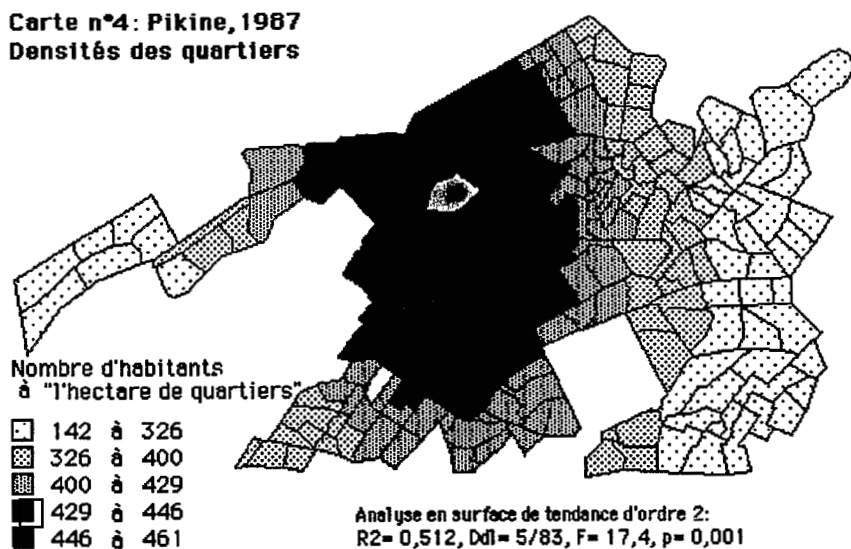 Carte n°4: Pikine, 1987
Densités des quartiers
Nombre d'habitants
à "l'hectare de quartiers"
142 à 326
326 à 400
400 à 429
429 à 446
446 à 461
Analyse en surface de tendance d'ordre 2:
R2= 0,512, Ddl= 5/83, F= 17,4, p= 0,001